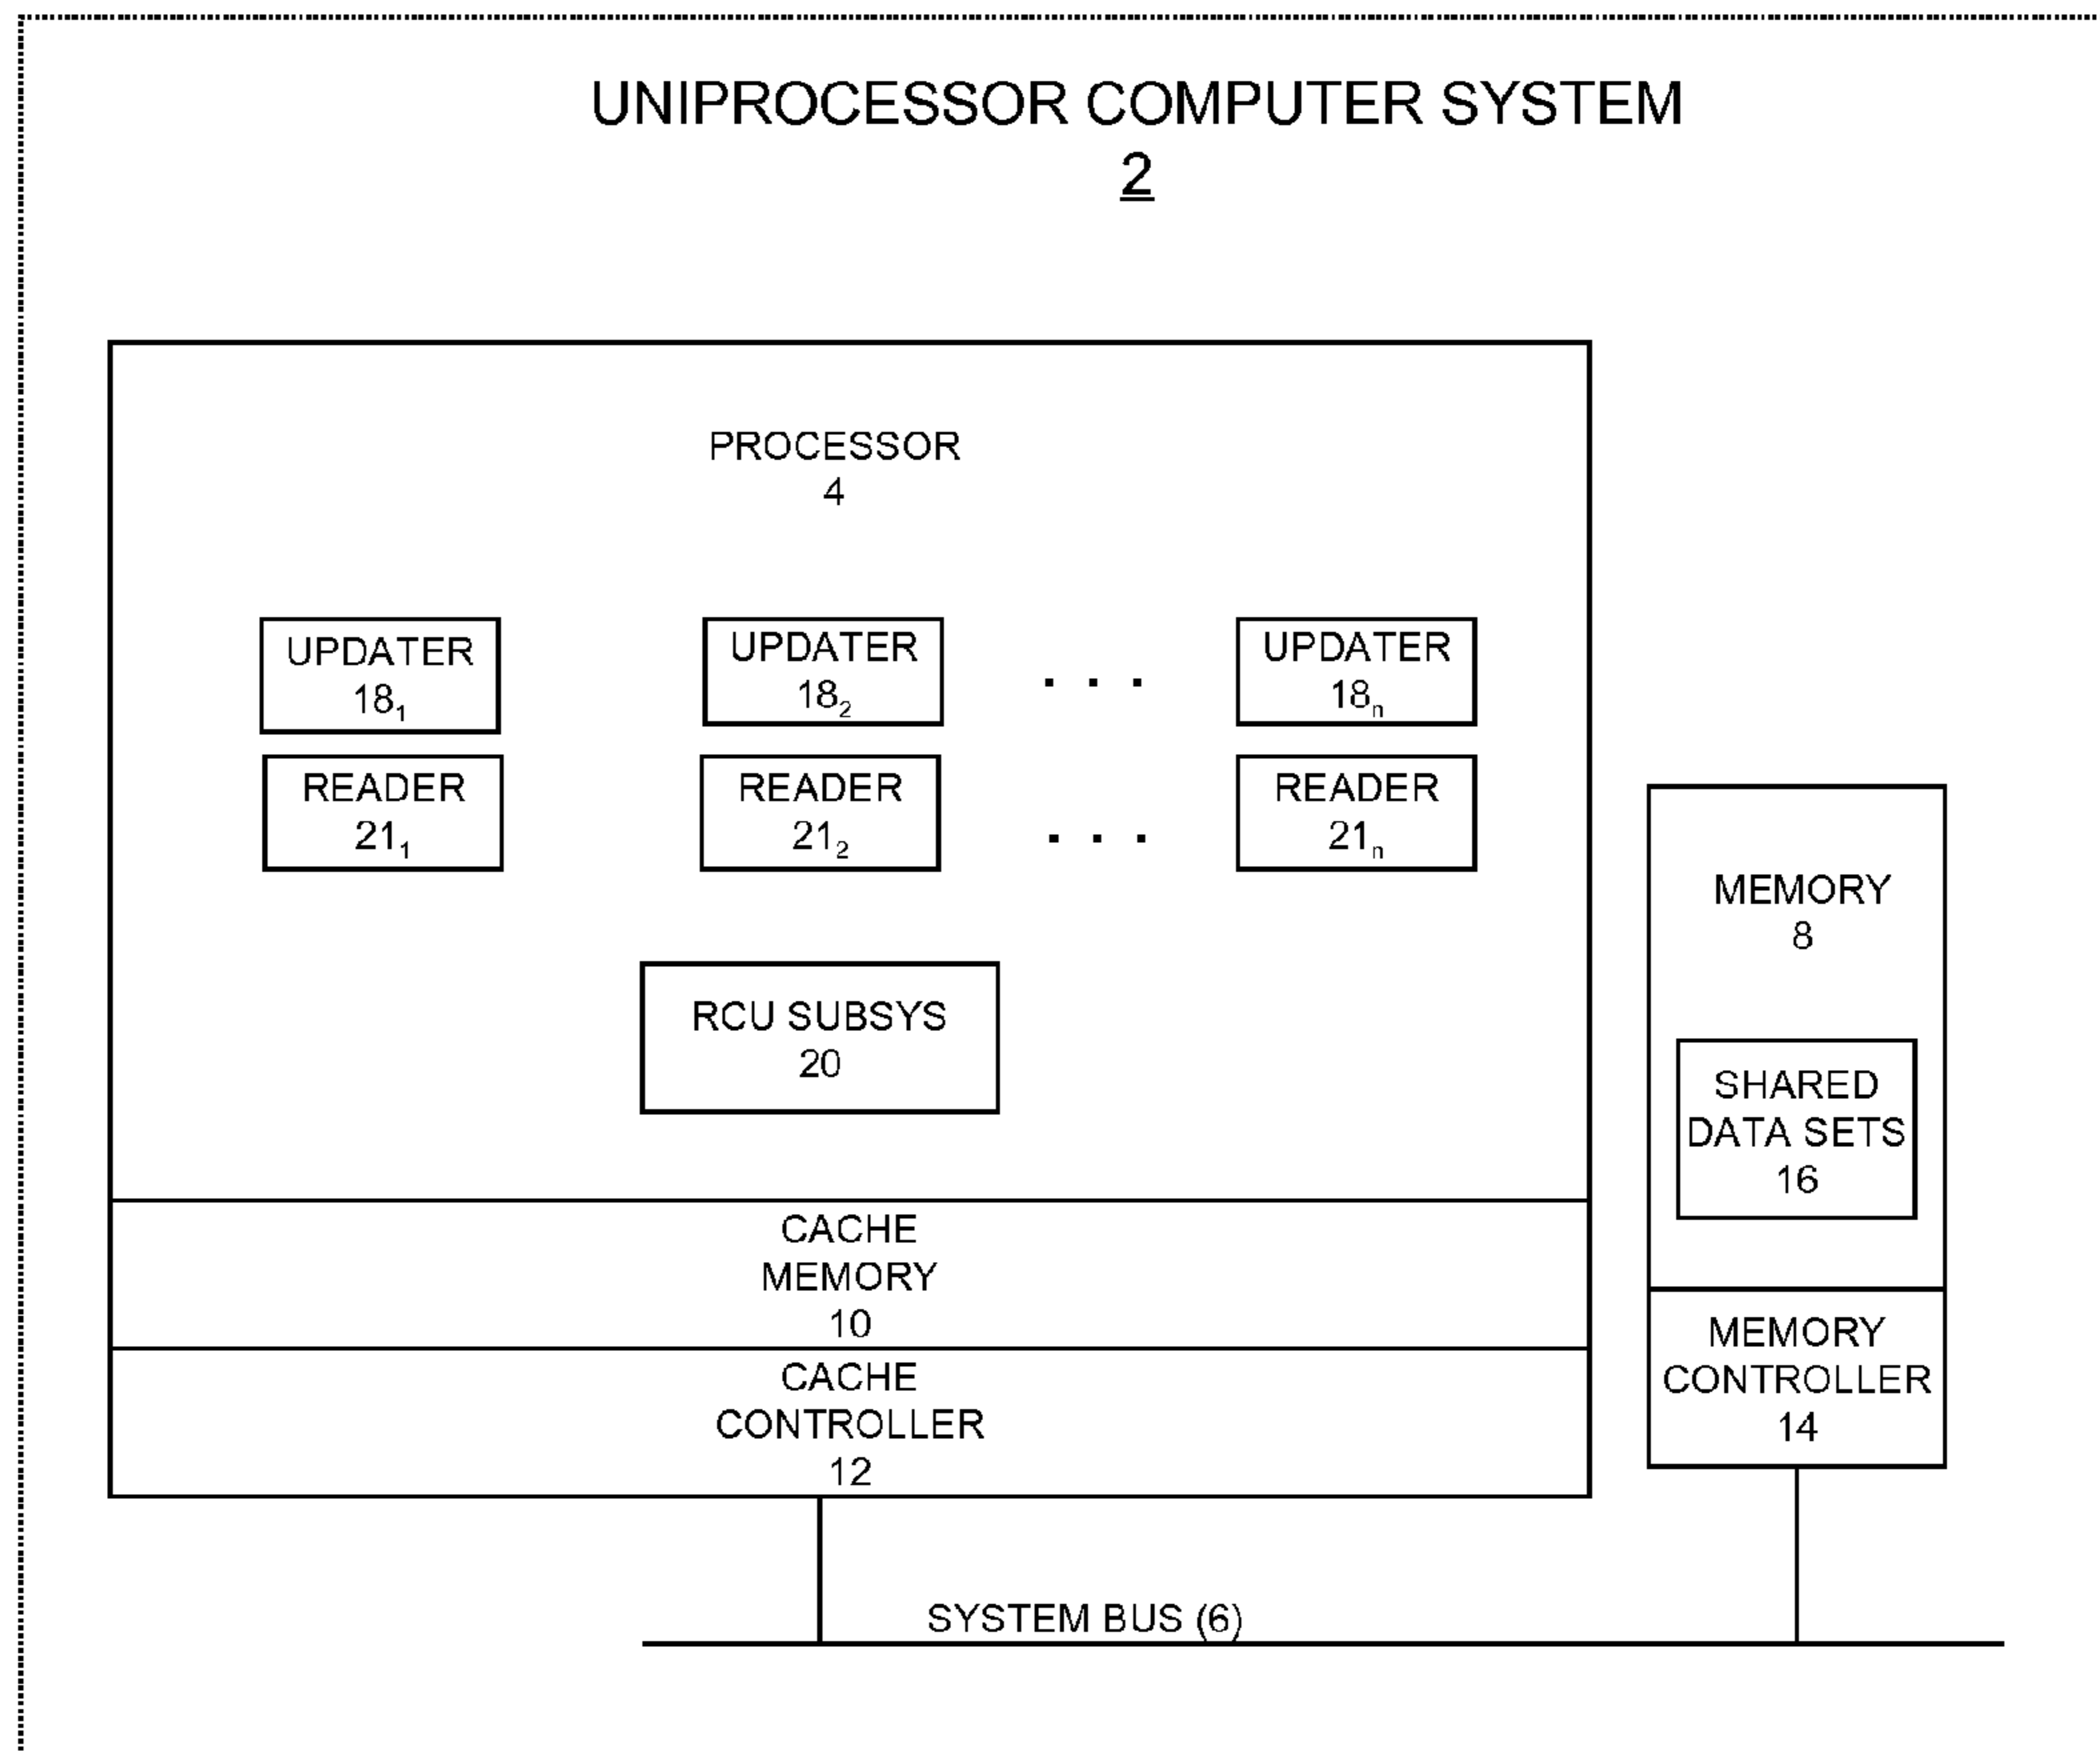 UNIPROCESSOR COMPUTER SYSTEM
2
PROCESSOR
4
UPDATER
18₁
UPDATER
18₂
. . .
UPDATER
18ₙ
READER
21₁
READER
21₂
. . .
READER
21ₙ
RCU SUBSYS
20
CACHE
MEMORY
10
CACHE
CONTROLLER
12
MEMORY
8
SHARED
DATA SETS
16
MEMORY
CONTROLLER
14
SYSTEM BUS (6)